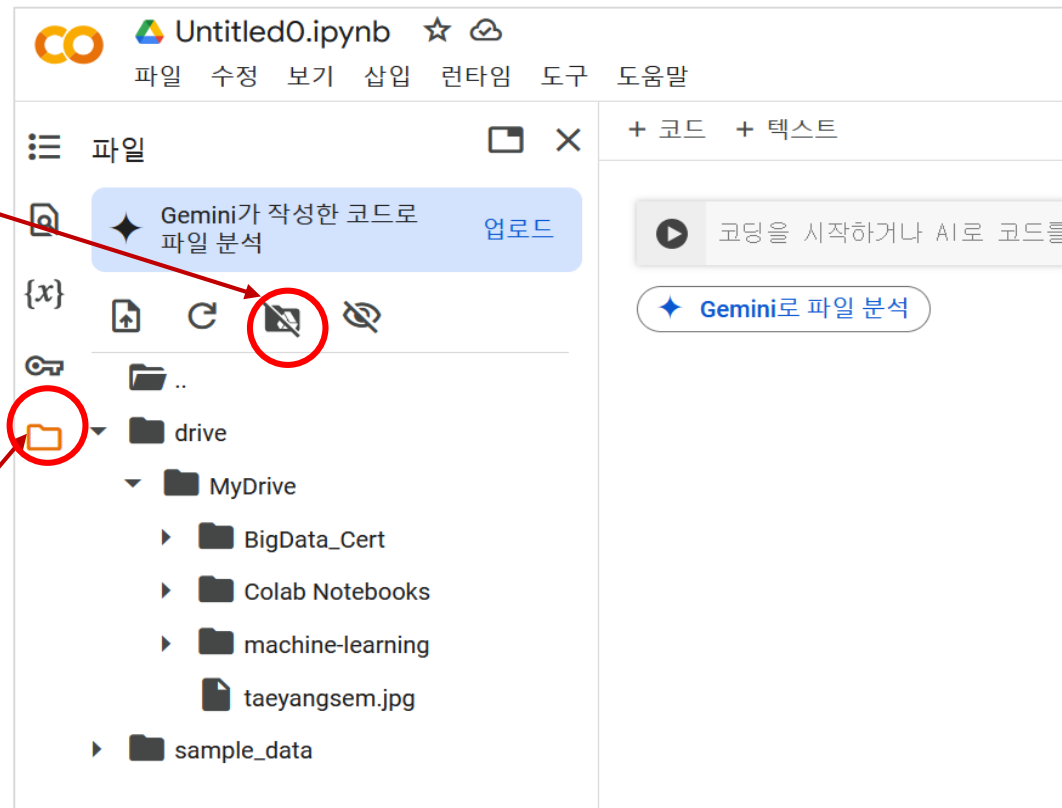 Untitled0.ipynb
파일 수정 보기 삽입 런타임 도구 도움말
파일
+ 코드 + 텍스트
Gemini가 작성한 코드로
파일 분석
업로드
코딩을 시작하거나 AI로 코드를
{x}
Gemini로 파일 분석
..
drive
MyDrive
BigData_Cert
Colab Notebooks
machine-learning
taeyangsem.jpg
sample_data